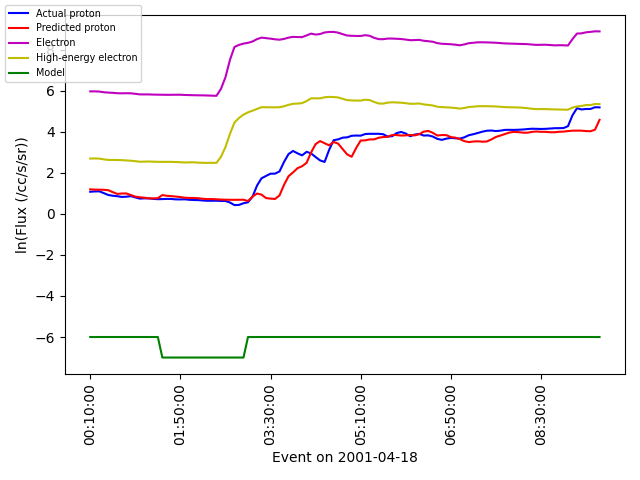 Actual proton
Predicted proton
Electron
High-energy electron
Model
8
6
4
2
0
−2
−4
−6
ln(Flux (/cc/s/sr))
00:10:00
01:50:00
03:30:00
05:10:00
06:50:00
08:30:00
Event on 2001-04-18